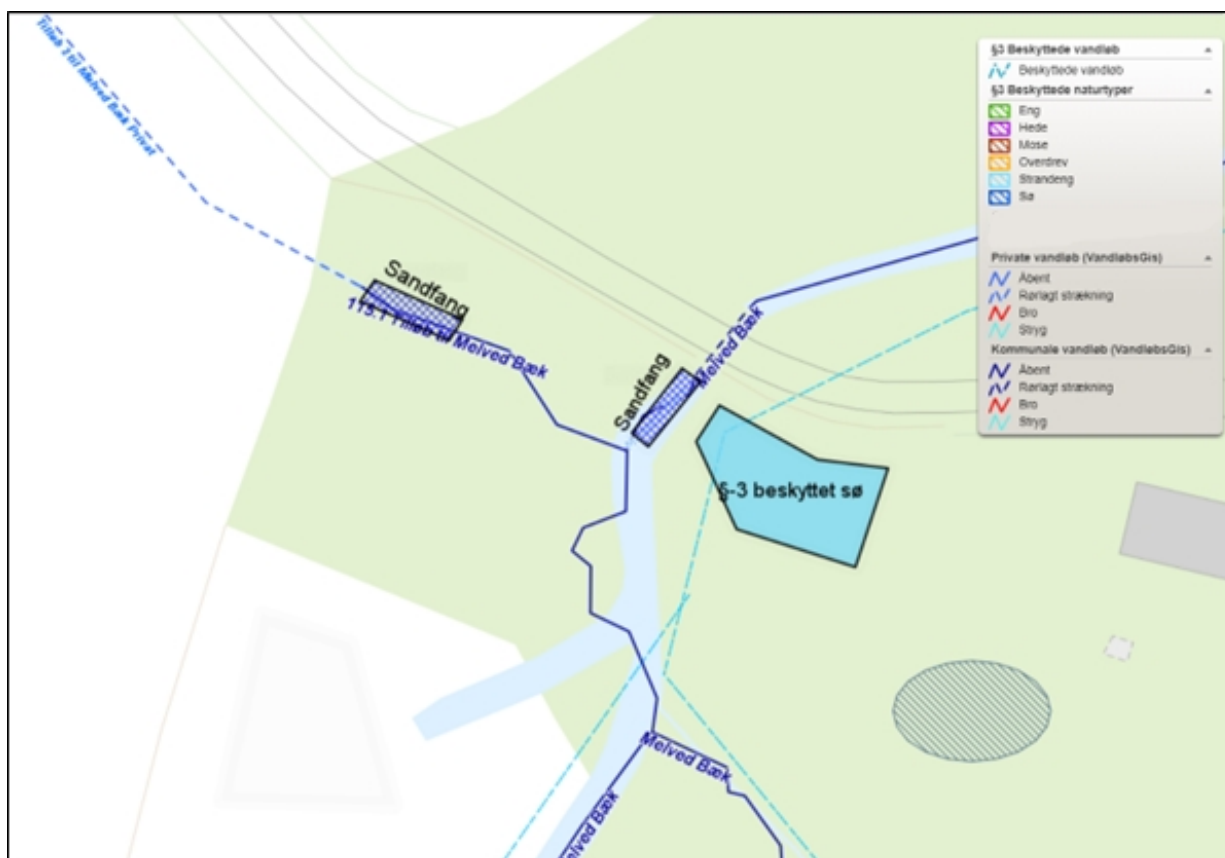 Tilløb 2 til Melved Bæk Privat
Sandfang
115.1 Tilløb til Melved Bæk
Sandfang
Melved Bæk
§-3 beskyttet sø
Melved Bæk
Melved Bæk
§3 Beskyttede vandløb
Beskyttede vandløb
§3 Beskyttede naturtyper
Eng
Hede
Mose
Overdrev
Strandeng
Sø
Private vandløb (VandløbsGis)
Åbent
Rørlagt strækning
Bro
Stryg
Kommunale vandløb (VandløbsGis)
Åbent
Rørlagt strækning
Bro
Stryg